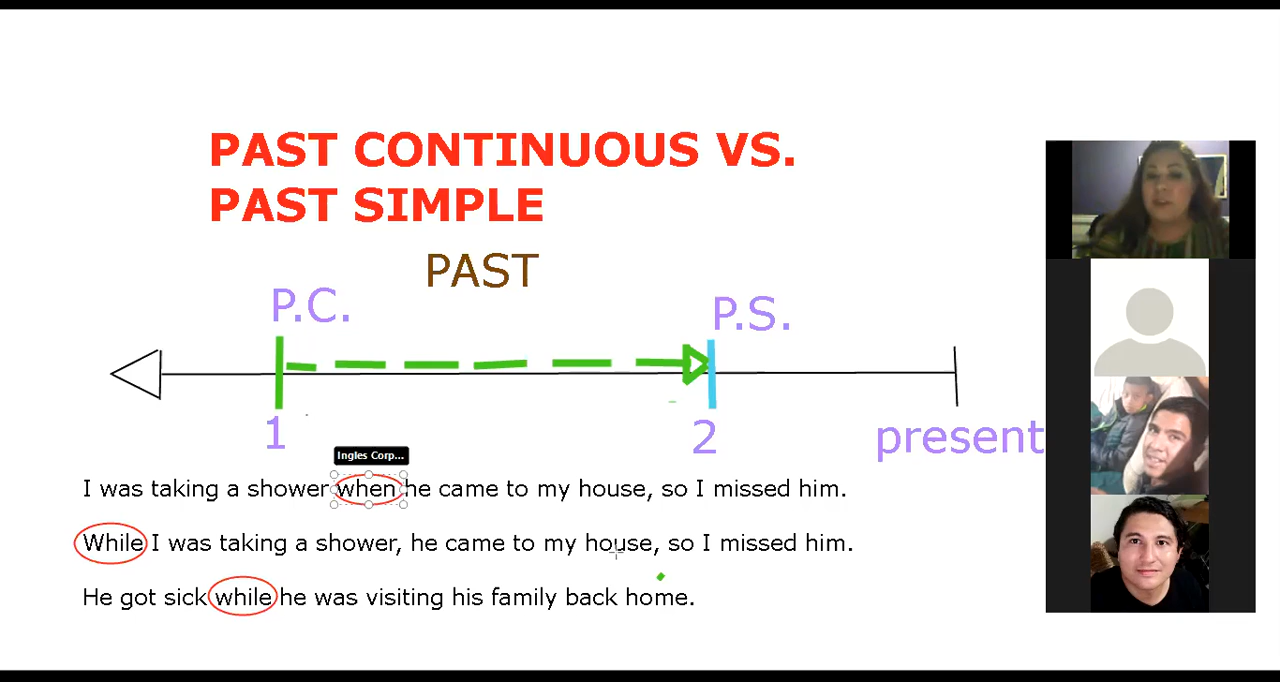 PAST CONTINUOUS VS.
PAST SIMPLE
PAST
P.C.
P.S.
1
2
present
Ingles Corp...
I was taking a shower when he came to my house, so I missed him.
While I was taking a shower, he came to my house, so I missed him.
He got sick while he was visiting his family back home.